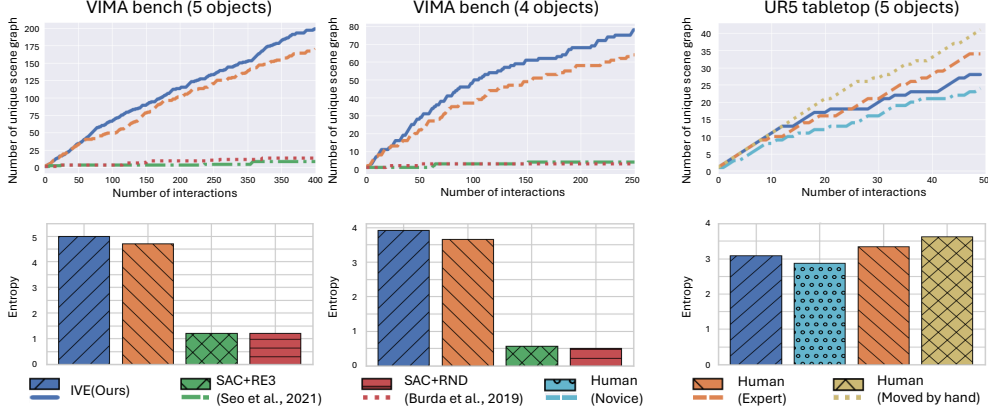 VIMA bench (5 objects)
VIMA bench (4 objects)
UR5 tabletop (5 objects)
Number of unique scene graph
200
175
150
125
100
75
50
25
0
0 50 100 150 200 250 300 350 400
Number of interactions
Number of unique scene graph
80
70
60
50
40
30
20
10
0
0 50 100 150 200 250
Number of interactions
Number of unique scene graph
40
35
30
25
20
15
10
5
0
0 10 20 30 40 50
Number of interactions
Entropy
5
4
3
2
1
0
Entropy
4
3
2
1
0
Entropy
4
3
2
1
0
IVE(Ours)
SAC+RE3
(Seo et al., 2021)
SAC+RND
(Burda et al., 2019)
Human
(Novice)
Human
(Expert)
Human
(Moved by hand)